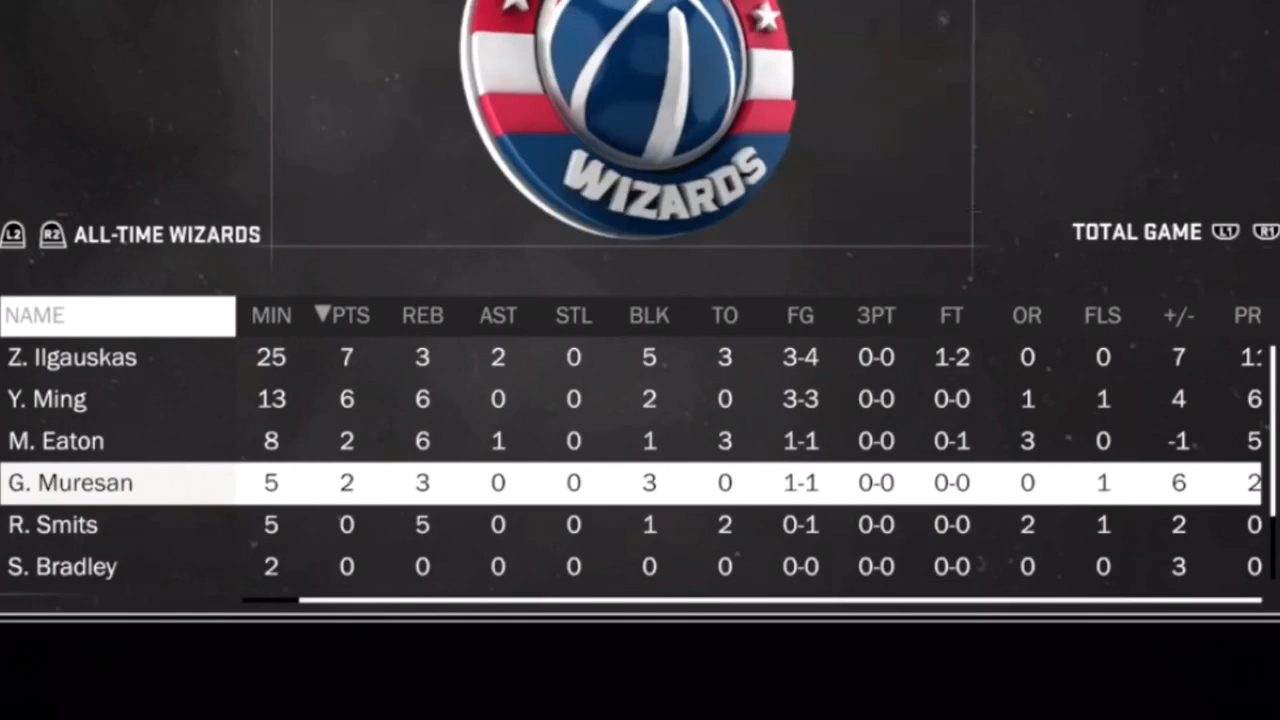 WIZARDS
L2 R2 ALL-TIME WIZARDS
TOTAL GAME L1 R1
NAME MIN ▼PTS REB AST STL BLK TO FG 3PT FT OR FLS +/- PR
Z. Ilgauskas 25 7 3 2 0 5 3 3-4 0-0 1-2 0 0 7
Y. Ming 13 6 6 0 0 2 0 3-3 0-0 0-0 1 1 4 6
M. Eaton 8 2 6 1 0 1 3 1-1 0-0 0-1 3 0 -1 5
G. Muresan 5 2 3 0 0 3 0 1-1 0-0 0-0 0 1 6 2
R. Smits 5 0 5 0 0 1 2 0-1 0-0 0-0 2 1 2 0
S. Bradley 2 0 0 0 0 0 0 0-0 0-0 0-0 0 0 3 0